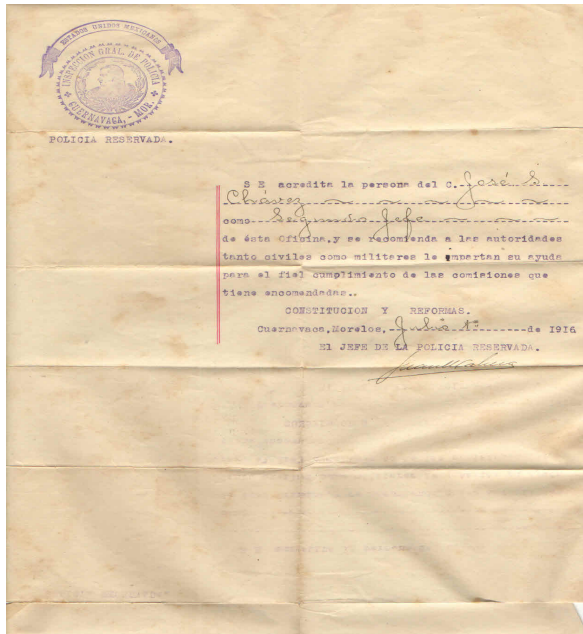 ESTADOS UNIDOS MEXICANOS
INSPECCION GRAL. DE POLICIA
CUERNAVACA, - MOR.
POLICIA RESERVADA.
SE acredita la persona del C. José S.
Chávez
como Segundo Jefe
de ésta Oficina,y se recomienda a las autoridades
tanto civiles como militares le impartan su ayuda
para el fiel cumplimiento de las comisiones que
tiene encomendadas..
CONSTITUCION Y REFORMAS.
Cuernavaca,Morelos, Julio 1º de 1916
El JEFE DE LA POLICIA RESERVADA.